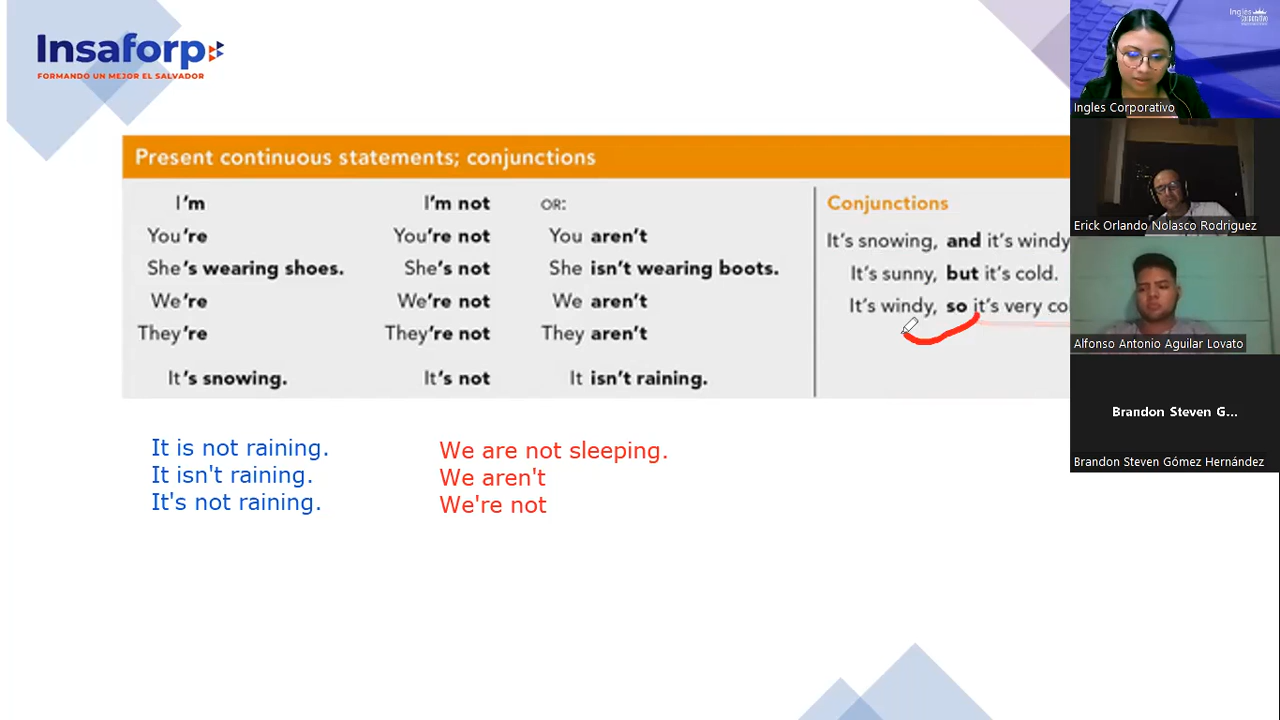 Insaforp
FORMANDO UN MEJOR EL SALVADOR
Present continuous statements; conjunctions
I'm
You're
She's wearing shoes.
We're
They're
It's snowing.
I'm not
You're not
She's not
We're not
They're not
It's not
OR:
You aren't
She isn't wearing boots.
We aren't
They aren't
It isn't raining.
Conjunctions
It's snowing, and it's windy
It's sunny, but it's cold.
It's windy, so it's very co
It is not raining.
It isn't raining.
It's not raining.
We are not sleeping.
We aren't
We're not
Inglés
Ingles Corporativo
Erick Orlando Nolasco Rodriguez
Alfonso Antonio Aguilar Lovato
Brandon Steven G...
Brandon Steven Gómez Hernández